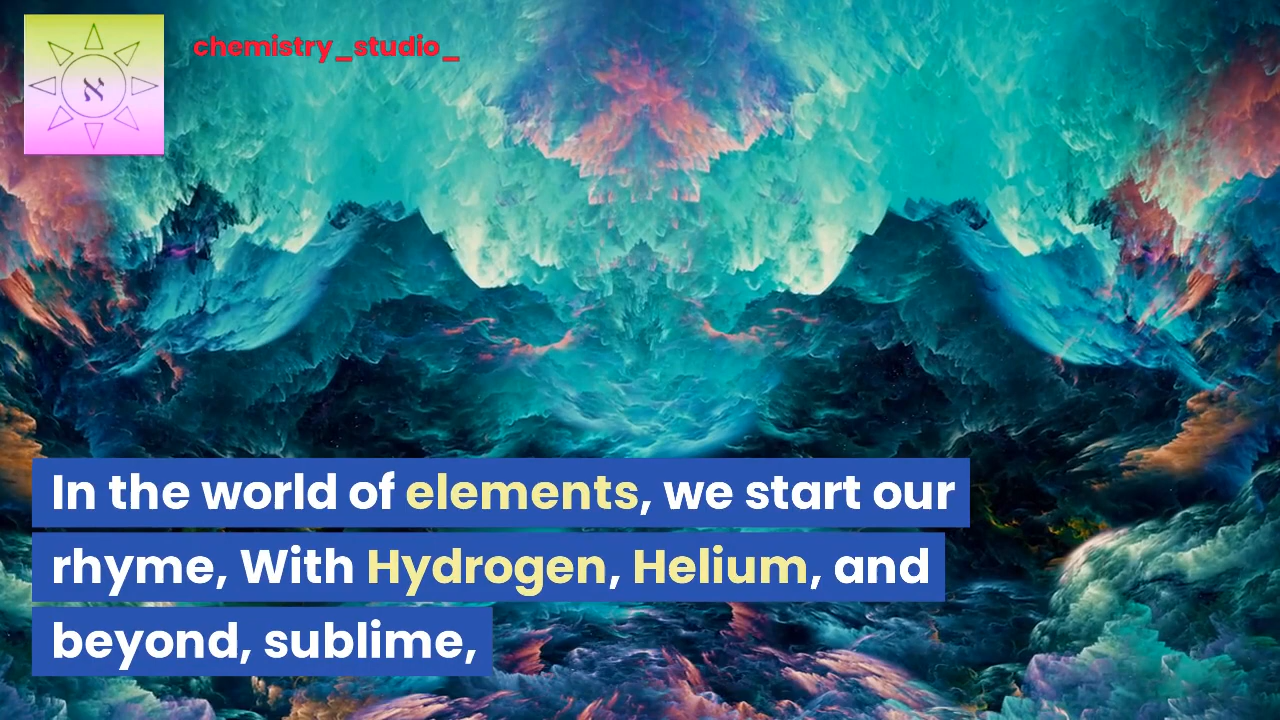 א
chemistry_studio_
In the world of elements, we start our
rhyme, With Hydrogen, Helium, and
beyond, sublime,